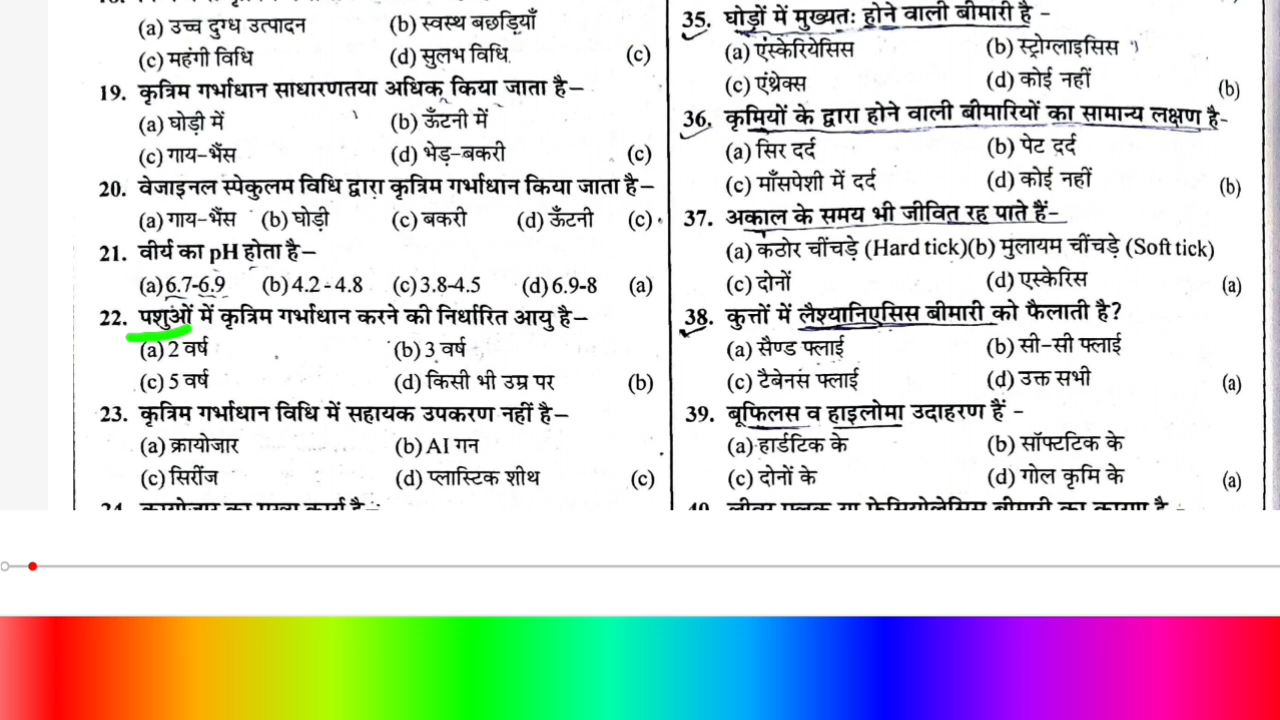 (a) उच्च दुग्ध उत्पादन (b) स्वस्थ बछड़ियाँ
(c) महंगी विधि (d) सुलभ विधि (c)
19. कृत्रिम गर्भाधान साधारणतया अधिक किया जाता है–
(a) घोड़ी में (b) ऊँटनी में
(c) गाय-भैंस (d) भेड़-बकरी (c)
20. वेजाइनल स्पेकुलम विधि द्वारा कृत्रिम गर्भाधान किया जाता है–
(a) गाय-भैंस (b) घोड़ी (c) बकरी (d) ऊँटनी (c)
21. वीर्य का pH होता है–
(a) 6.7-6.9 (b) 4.2-4.8 (c) 3.8-4.5 (d) 6.9-8 (a)
22. पशुओं में कृत्रिम गर्भाधान करने की निर्धारित आयु है–
(a) 2 वर्ष (b) 3 वर्ष
(c) 5 वर्ष (d) किसी भी उम्र पर (b)
23. कृत्रिम गर्भाधान विधि में सहायक उपकरण नहीं है–
(a) क्रायोजार (b) AI गन
(c) सिरींज (d) प्लास्टिक शीथ (c)
35. घोड़ों में मुख्यतः होने वाली बीमारी है -
(a) एंस्केरियेसिस (b) स्ट्रोंग्लाइसिस
(c) एंथ्रेक्स (d) कोई नहीं (b)
36. कृमियों के द्वारा होने वाली बीमारियों का सामान्य लक्षण है-
(a) सिर दर्द (b) पेट दर्द
(c) माँसपेशी में दर्द (d) कोई नहीं (b)
37. अकाल के समय भी जीवित रह पाते हैं-
(a) कठोर चींचड़े (Hard tick)(b) मुलायम चींचड़े (Soft tick)
(c) दोनों (d) एस्केरिस (a)
38. कुत्तों में लैश्यानिएसिस बीमारी को फैलाती है?
(a) सैण्ड फ्लाई (b) सी-सी फ्लाई
(c) टैबेनस फ्लाई (d) उक्त सभी (a)
39. बूफिलस व हाइलोमा उदाहरण हैं -
(a) हार्डटिक के (b) सॉफ्टटिक के
(c) दोनों के (d) गोल कृमि के (a)